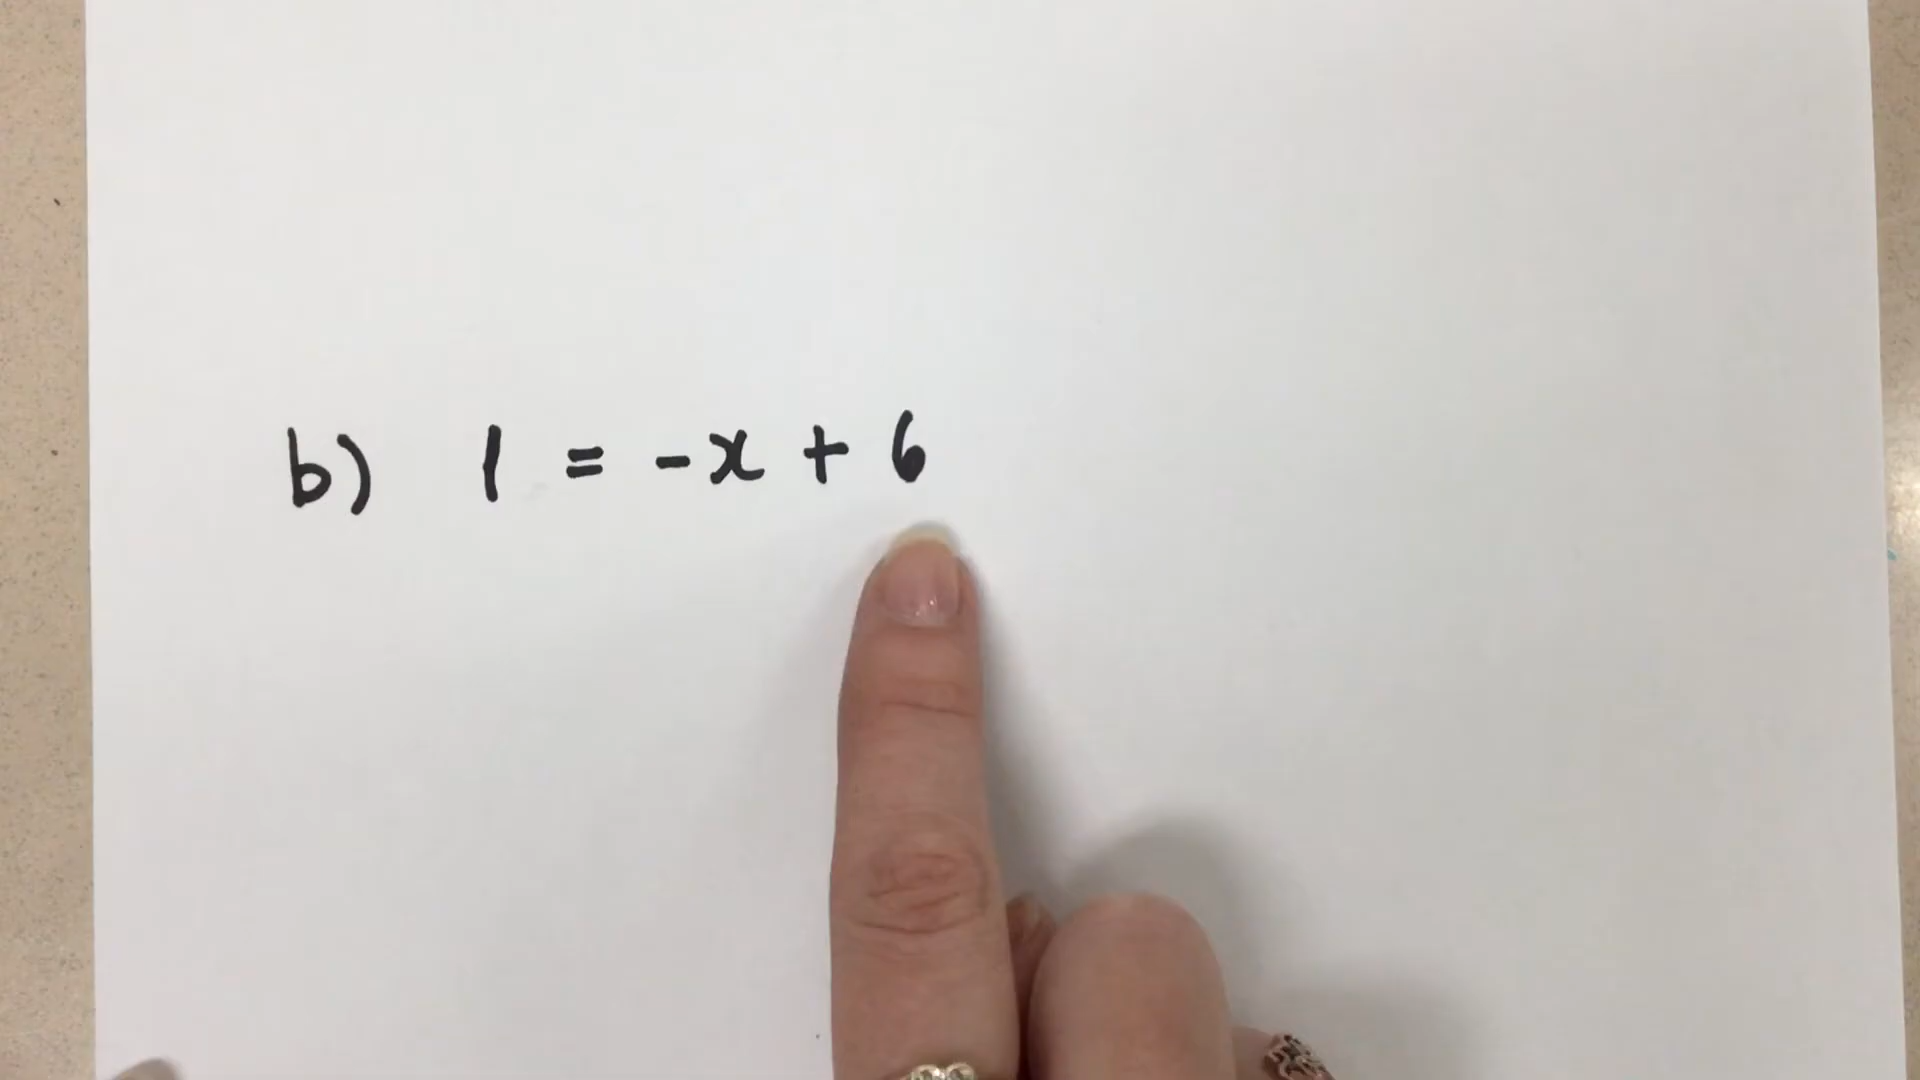 b) 1 = -x + 6